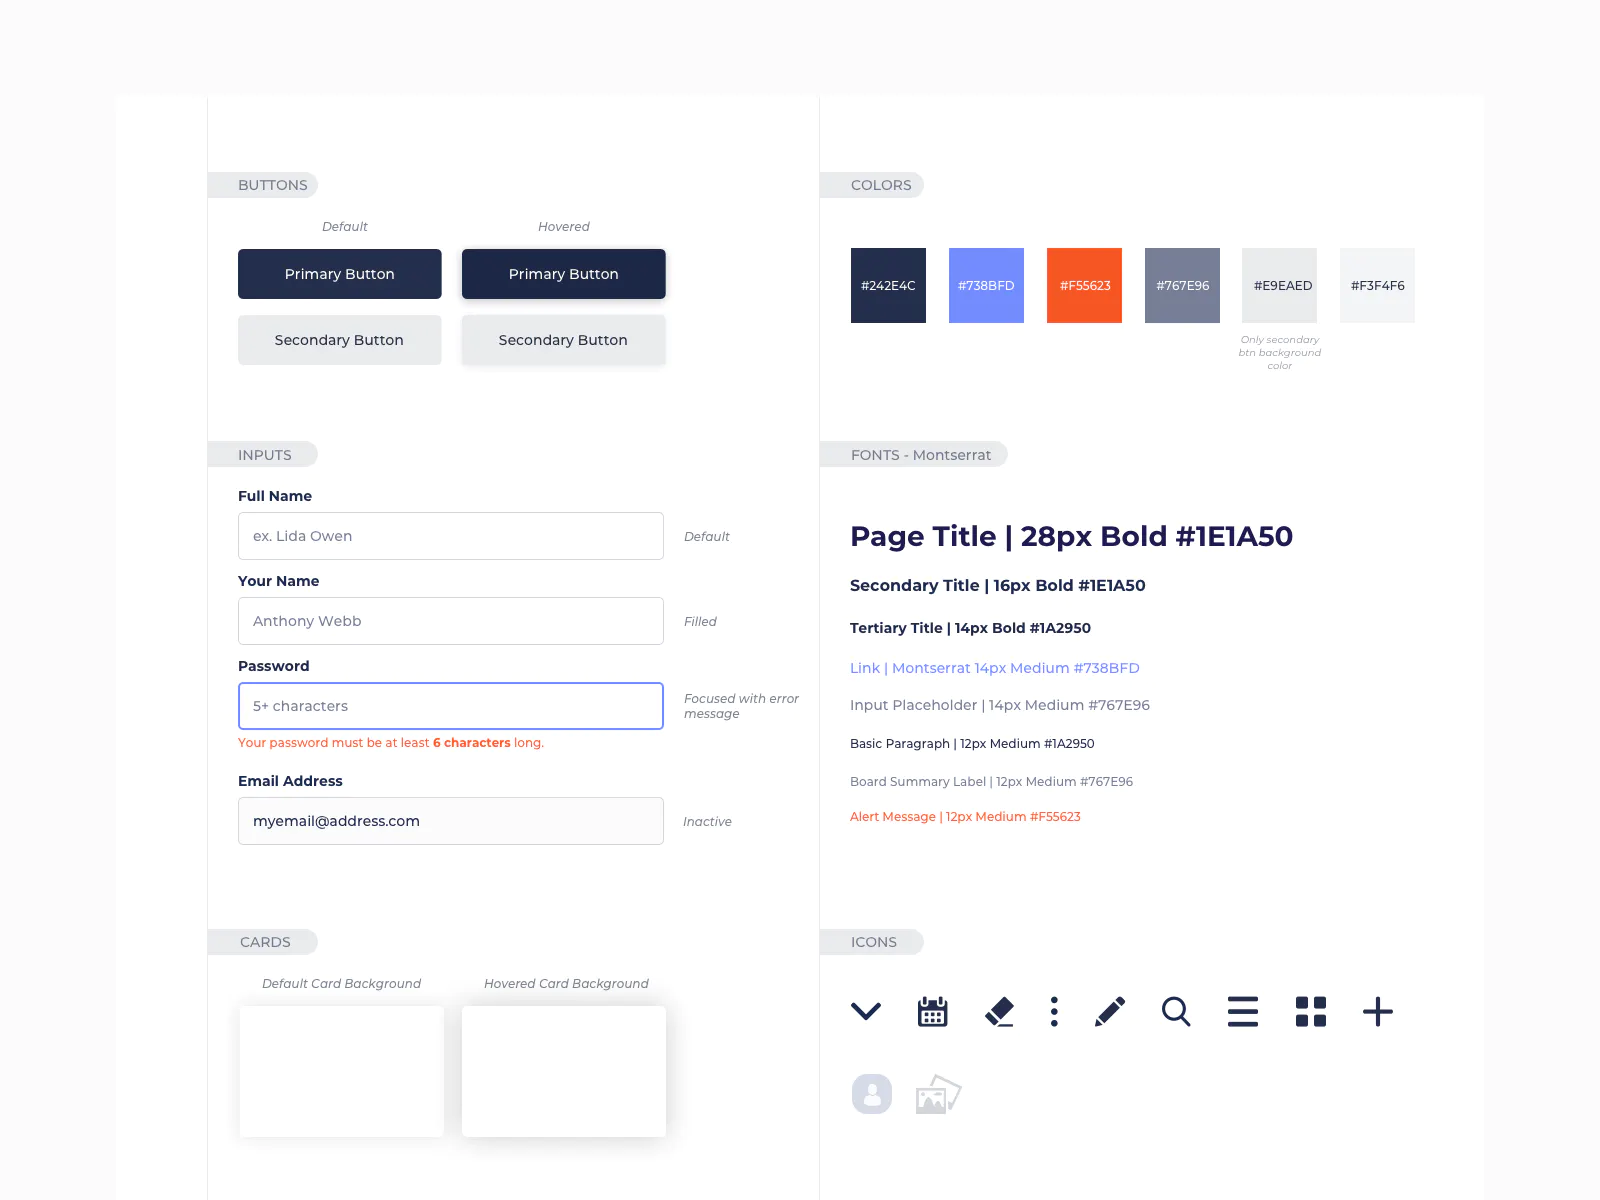 BUTTONS
Default
Hovered
Primary Button
Primary Button
Secondary Button
Secondary Button
INPUTS
Full Name
ex. Lida Owen
Default
Your Name
Anthony Webb
Filled
Password
5+ characters
Focused with error
message
Your password must be at least 6 characters long.
Email Address
myemail@address.com
Inactive
CARDS
Default Card Background
Hovered Card Background
COLORS
#242E4C
#738BFD
#F55623
#767E96
#E9EAED
#F3F4F6
Only secondary
btn background
color
FONTS - Montserrat
Page Title | 28px Bold #1E1A50
Secondary Title | 16px Bold #1E1A50
Tertiary Title | 14px Bold #1A2950
Link | Montserrat 14px Medium #738BFD
Input Placeholder | 14px Medium #767E96
Basic Paragraph | 12px Medium #1A2950
Board Summary Label | 12px Medium #767E96
Alert Message | 12px Medium #F55623
ICONS